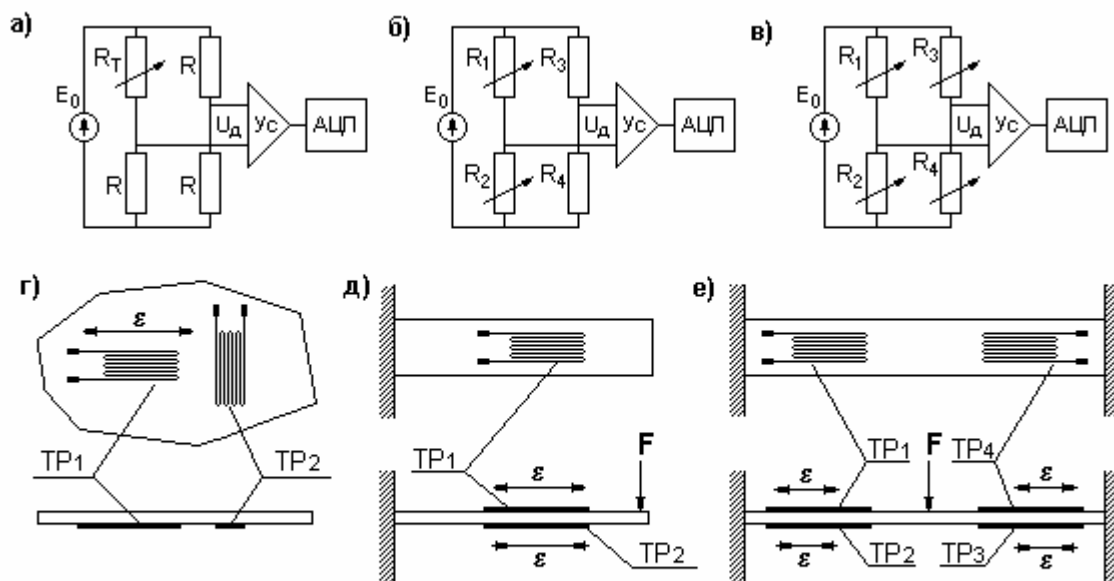 а)
E0
RТ
R
R
R
UД
Ус
АЦП
б)
E0
R1
R3
R2
R4
UД
Ус
АЦП
в)
E0
R1
R3
R2
R4
UД
Ус
АЦП
г)
ε
ТР1
ТР2
д)
ТР1
F
ε
ε
ТР2
е)
ТР1
F
ТР4
ε
ε
ε
ТР2
ТР3
ε